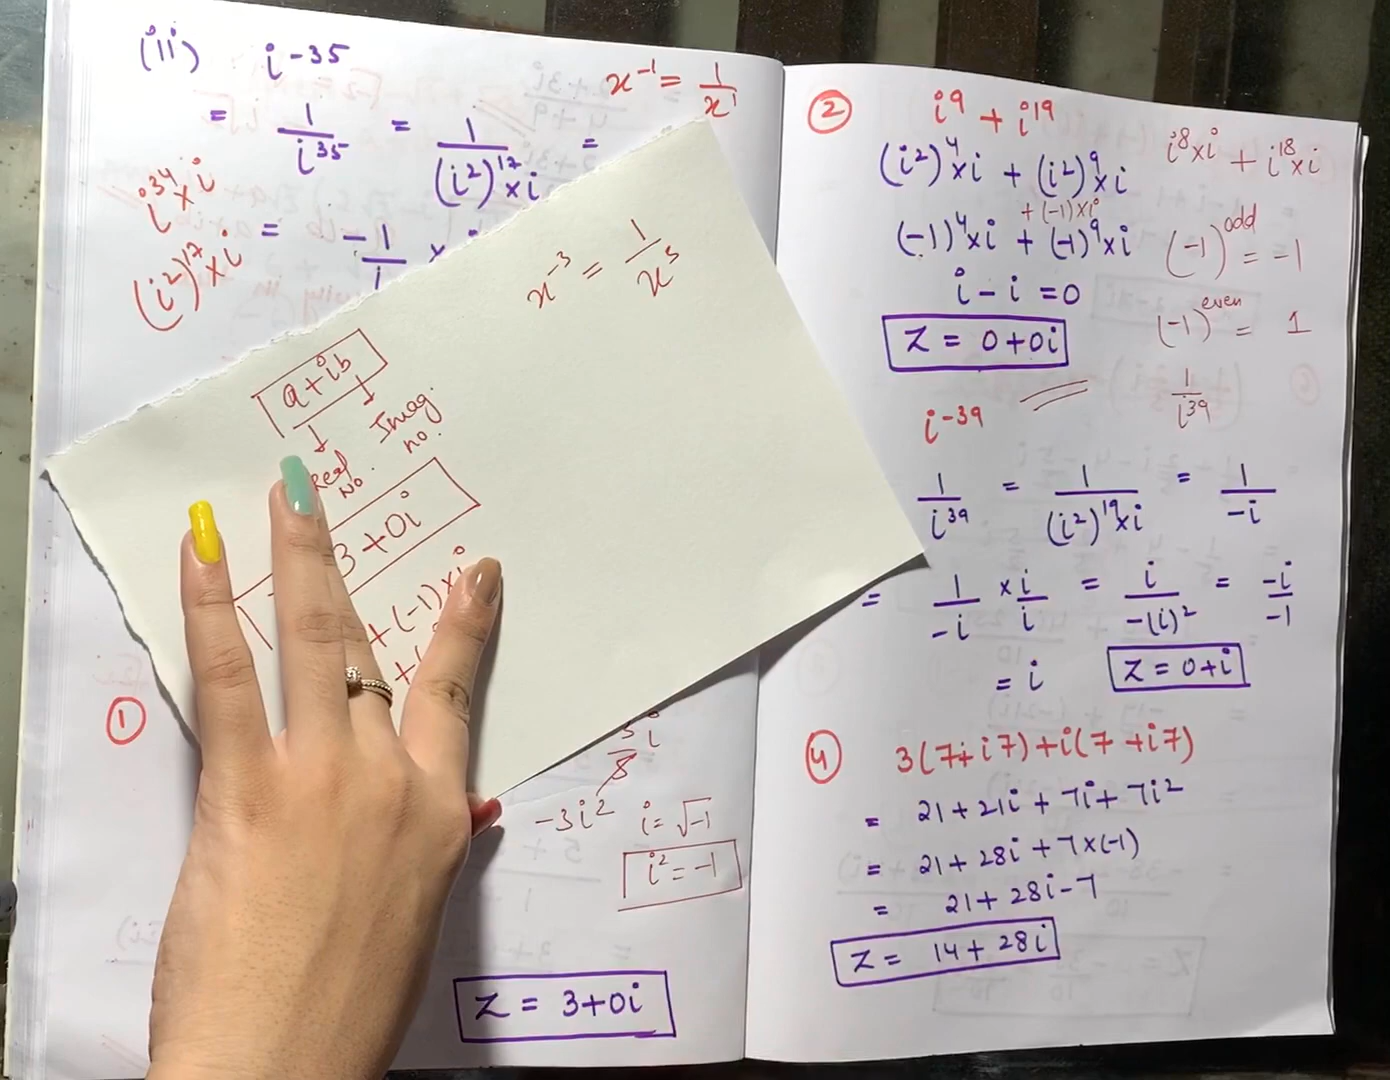 (ii) i^-35
x^-1 = 1/x^1
= 1/i^35 = 1/((i^2)^17 × i) =
i^34 × i
(i^2)^17 × i
= -1/i ×
x^-3 = 1/x^5
a+ib
Real No. Imag no.
3+0i
+(-1)×i
+(
①
-3i^2
i = √-1
i^2 = -1
Z = 3+0i
② i^9 + i^19
(i^2)^4 × i + (i^2)^9 × i
i^8 × i + i^18 × i
+ (-1) × i
(-1)^4 × i + (-1)^9 × i
(-1)^odd = -1
i - i = 0
(-1)^even = 1
Z = 0+0i
i^-39
1/i^39
1/i^39 = 1/((i^2)^19 × i) = 1/-i
= 1/-i × i/i = i/-(i)^2 = -i/-1
= i
Z = 0+i
④ 3(7+i7)+i(7+i7)
= 21+21i+7i+7i^2
= 21+28i+7×(-1)
= 21+28i-7
Z = 14+28i